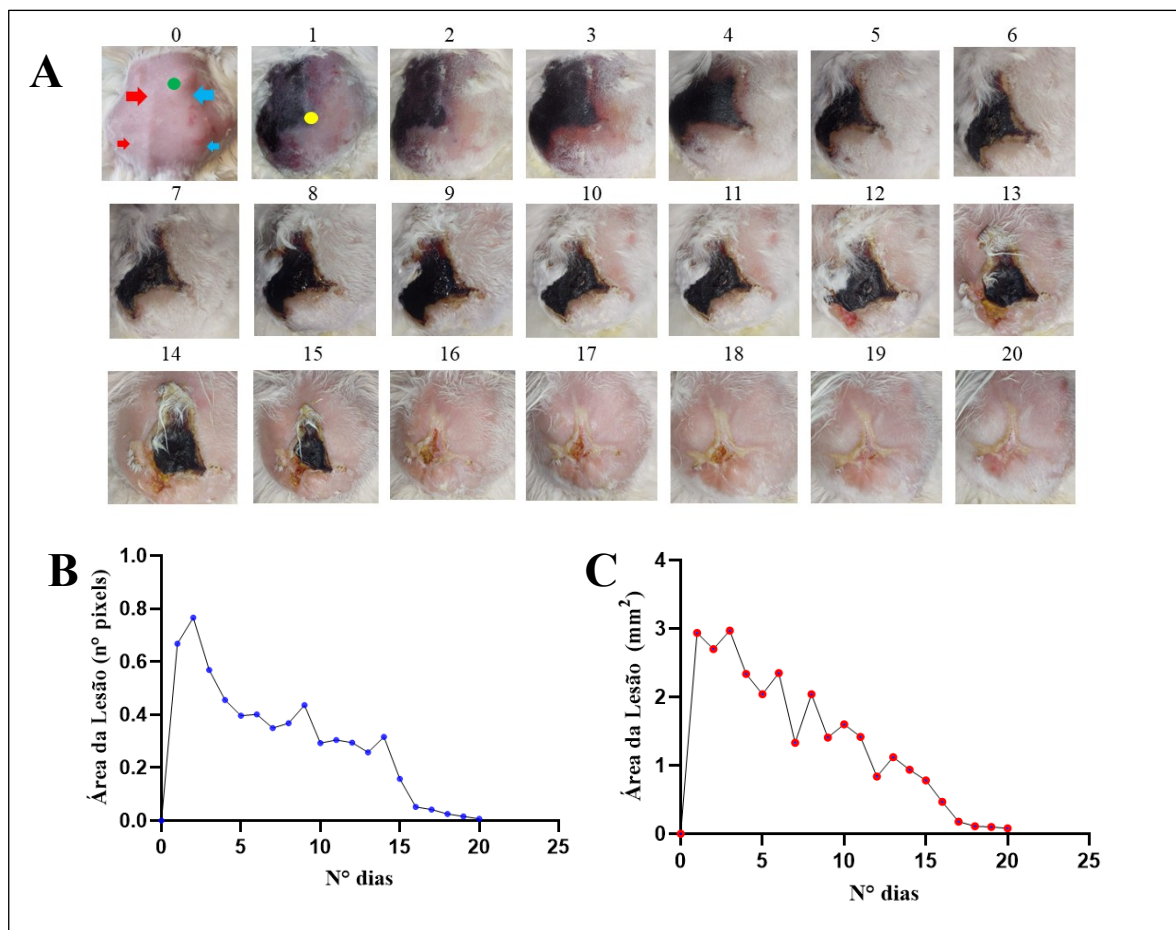 A
0 1 2 3 4 5 6
7 8 9 10 11 12 13
14 15 16 17 18 19 20
B
Área da Lesão (n° pixels)
1.0
0.8
0.6
0.4
0.2
0.0
0 5 10 15 20 25
N° dias
C
Área da Lesão (mm²)
4
3
2
1
0
0 5 10 15 20 25
N° dias